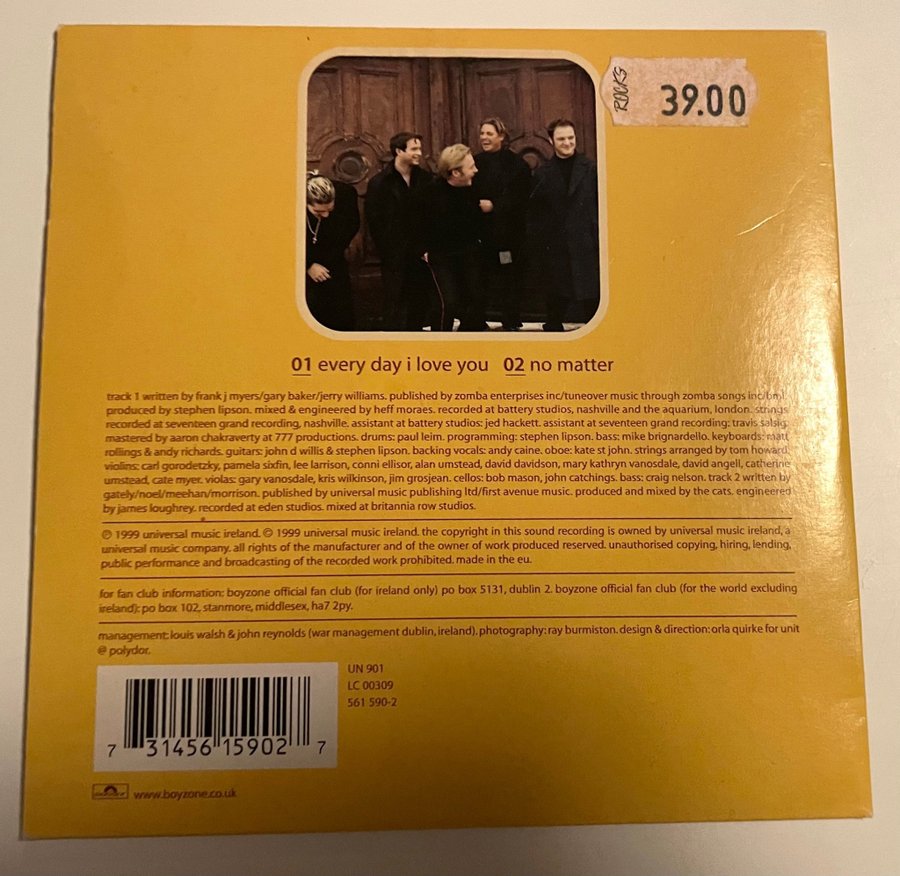 ROCKS
39.00
01 every day i love you 02 no matter
track 1 written by frank j myers/gary baker/jerry williams. published by zomba enterprises inc/tuneover music through zomba songs inc/bmi.
produced by stephen lipson. mixed & engineered by heff moraes. recorded at battery studios, nashville and the aquarium, london. strings
recorded at seventeen grand recording, nashville. assistant at battery studios: jed hackett. assistant at seventeen grand recording: travis salsig.
mastered by aaron chakraverty at 777 productions. drums: paul leim. programming: stephen lipson. bass: mike brignardello. keyboards: matt
rollings & andy richards. guitars: john d willis & stephen lipson. backing vocals: andy caine. oboe: kate st john. strings arranged by tom howard.
violins: carl gorodetzky, pamela sixfin, lee larrison, conni ellisor, alan umstead, david davidson, mary kathryn vanosdale, david angell, catherine
umstead, cate myer. violas: gary vanosdale, kris wilkinson, jim grosjean. cellos: bob mason, john catchings. bass: craig nelson. track 2 written by
gately/noel/meehan/morrison. published by universal music publishing ltd/first avenue music. produced and mixed by the cats. engineered
by james loughrey. recorded at eden studios. mixed at britannia row studios.
℗ 1999 universal music ireland. © 1999 universal music ireland. the copyright in this sound recording is owned by universal music ireland, a
universal music company. all rights of the manufacturer and of the owner of work produced reserved. unauthorised copying, hiring, lending,
public performance and broadcasting of the recorded work prohibited. made in the eu.
for fan club information: boyzone official fan club (for ireland only) po box 5131, dublin 2. boyzone official fan club (for the world excluding
ireland): po box 102, stanmore, middlesex, ha7 2py.
management: louis walsh & john reynolds (war management dublin, ireland). photography: ray burmiston. design & direction: orla quirke for unit
@ polydor.
UN 901
LC 00309
561 590-2
7 31456 15902 7
www.boyzone.co.uk